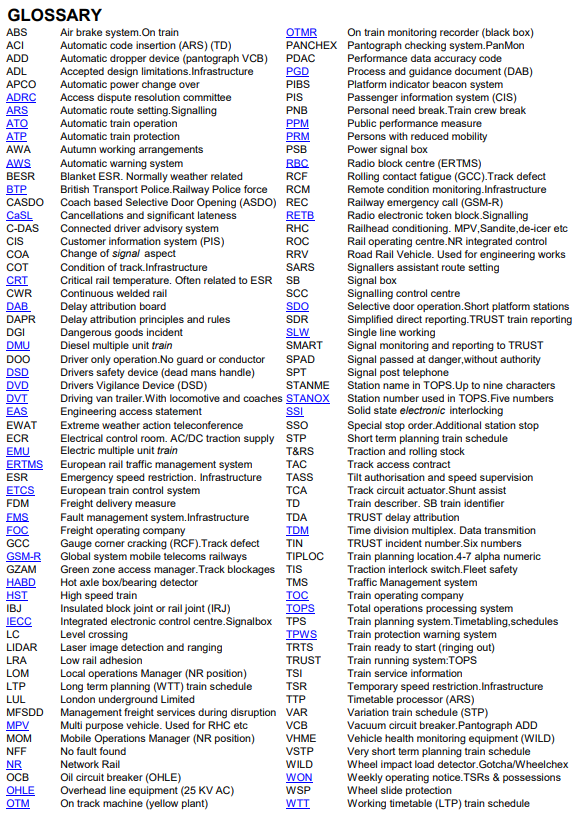 GLOSSARY
ABS Air brake system.On train
ACI Automatic code insertion (ARS) (TD)
ADD Automatic dropper device (pantograph VCB)
ADL Accepted design limitations.Infrastructure
APCO Automatic power change over
ADRC Access dispute resolution committee
ARS Automatic route setting.Signalling
ATO Automatic train operation
ATP Automatic train protection
AWA Autumn working arrangements
AWS Automatic warning system
BESR Blanket ESR. Normally weather related
BTP British Transport Police.Railway Police force
CASDO Coach based Selective Door Opening (ASDO)
CaSL Cancellations and significant lateness
C-DAS Connected driver advisory system
CIS Customer information system (PIS)
COA Change of signal aspect
COT Condition of track.Infrastructure
CRT Critical rail temperature. Often related to ESR
CWR Continuous welded rail
DAB Delay attribution board
DAPR Delay attribution principles and rules
DGI Dangerous goods incident
DMU Diesel multiple unit train
DOO Driver only operation.No guard or conductor
DSD Drivers safety device (dead mans handle)
DVD Drivers Vigilance Device (DSD)
DVT Driving van trailer.With locomotive and coaches
EAS Engineering access statement
EWAT Extreme weather action teleconference
ECR Electrical control room. AC/DC traction supply
EMU Electric multiple unit train
ERTMS European rail traffic management system
ESR Emergency speed restriction. Infrastructure
ETCS European train control system
FDM Freight delivery measure
FMS Fault management system.Infrastructure
FOC Freight operating company
GCC Gauge corner cracking (RCF).Track defect
GSM-R Global system mobile telecoms railways
GZAM Green zone access manager.Track blockages
HABD Hot axle box/bearing detector
HST High speed train
IBJ Insulated block joint or rail joint (IRJ)
IECC Integrated electronic control centre.Signalbox
LC Level crossing
LIDAR Laser image detection and ranging
LRA Low rail adhesion
LOM Local operations Manager (NR position)
LTP Long term planning (WTT) train schedule
LUL London underground Limited
MFSDD Management freight services during disruption
MPV Multi purpose vehicle. Used for RHC etc
MOM Mobile Operations Manager (NR position)
NFF No fault found
NR Network Rail
OCB Oil circuit breaker (OHLE)
OHLE Overhead line equipment (25 KV AC)
OTM On track machine (yellow plant)
OTMR On train monitoring recorder (black box)
PANCHEX Pantograph checking system.PanMon
PDAC Performance data accuracy code
PGD Process and guidance document (DAB)
PIBS Platform indicator beacon system
PIS Passenger information system (CIS)
PNB Personal need break.Train crew break
PPM Public performance measure
PRM Persons with reduced mobility
PSB Power signal box
RBC Radio block centre (ERTMS)
RCF Rolling contact fatigue (GCC).Track defect
RCM Remote condition monitoring.Infrastructure
REC Railway emergency call (GSM-R)
RETB Radio electronic token block.Signalling
RHC Railhead conditioning. MPV,Sandite,de-icer etc
ROC Rail operating centre.NR integrated control
RRV Road Rail Vehicle. Used for engineering works
SARS Signallers assistant route setting
SB Signal box
SCC Signalling control centre
SDO Selective door operation.Short platform stations
SDR Simplified direct reporting.TRUST train reporting
SLW Single line working
SMART Signal monitoring and reporting to TRUST
SPAD Signal passed at danger,without authority
SPT Signal post telephone
STANME Station name in TOPS.Up to nine characters
STANOX Station number used in TOPS.Five numbers
SSI Solid state electronic interlocking
SSO Special stop order.Additional station stop
STP Short term planning train schedule
T&RS Traction and rolling stock
TAC Track access contract
TASS Tilt authorisation and speed supervision
TCA Track circuit actuator.Shunt assist
TD Train describer. SB train identifier
TDA TRUST delay attribution
TDM Time division multiplex. Data transmition
TIN TRUST incident number.Six numbers
TIPLOC Train planning location.4-7 alpha numeric
TIS Traction interlock switch.Fleet safety
TMS Traffic Management system
TOC Train operating company
TOPS Total operations processing system
TPS Train planning system.Timetabling,schedules
TPWS Train protection warning system
TRTS Train ready to start (ringing out)
TRUST Train running system:TOPS
TSI Train service information
TSR Temporary speed restriction.Infrastructure
TTP Timetable processor (ARS)
VAR Variation train schedule (STP)
VCB Vacuum circuit breaker.Pantograph ADD
VHME Vehicle health monitoring equipment (WILD)
VSTP Very short term planning train schedule
WILD Wheel impact load detector.Gotcha/Wheelchex
WON Weekly operating notice.TSRs & possessions
WSP Wheel slide protection
WTT Working timetable (LTP) train schedule